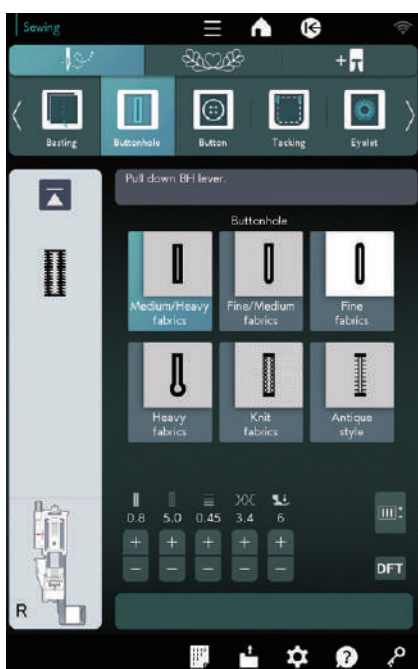 Sewing
Basting
Buttonhole
Button
Tacking
Eyelet
Pull down BH lever.
Buttonhole
Medium/Heavy
fabrics
Fine/Medium
fabrics
Fine
fabrics
Heavy
fabrics
Knit
fabrics
Antique
style
0.8 5.0 0.45 3.4 6
+ + + + +
− − − − −
DFT
R